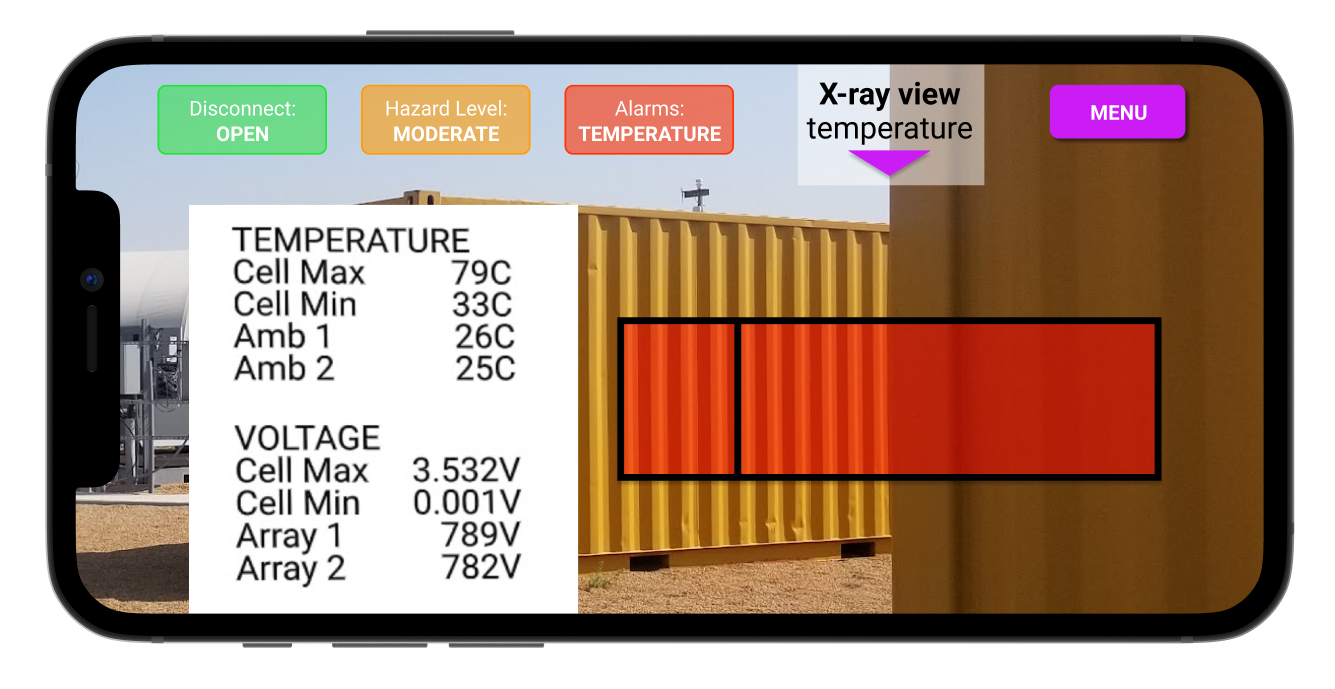 Disconnect:
OPEN
Hazard Level:
MODERATE
Alarms:
TEMPERATURE
X-ray view
temperature
MENU
TEMPERATURE
Cell Max 79C
Cell Min 33C
Amb 1 26C
Amb 2 25C
VOLTAGE
Cell Max 3.532V
Cell Min 0.001V
Array 1 789V
Array 2 782V